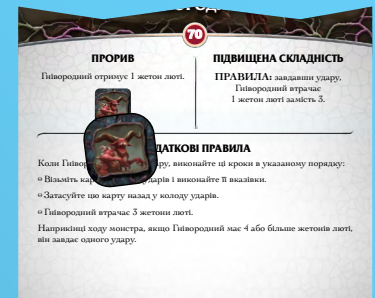 70
ПРОРИВ
Гнівородний отримує 1 жетон люті.
ПІДВИЩЕНА СКЛАДНІСТЬ
ПРАВИЛА: завдавши удару,
Гнівородний втрачає
1 жетон люті замість 3.
ДАТКОВІ ПРАВИЛА
Коли Гнівор ру, виконайте ці кроки в указаному порядку:
Візьміть кар ударів і виконайте її вказівки.
Затасуйте цю карту назад у колоду ударів.
Гнівородний втрачає 3 жетони люті.
Наприкінці ходу монстра, якщо Гнівородний має 4 або більше жетонів люті,
він завдає одного удару.